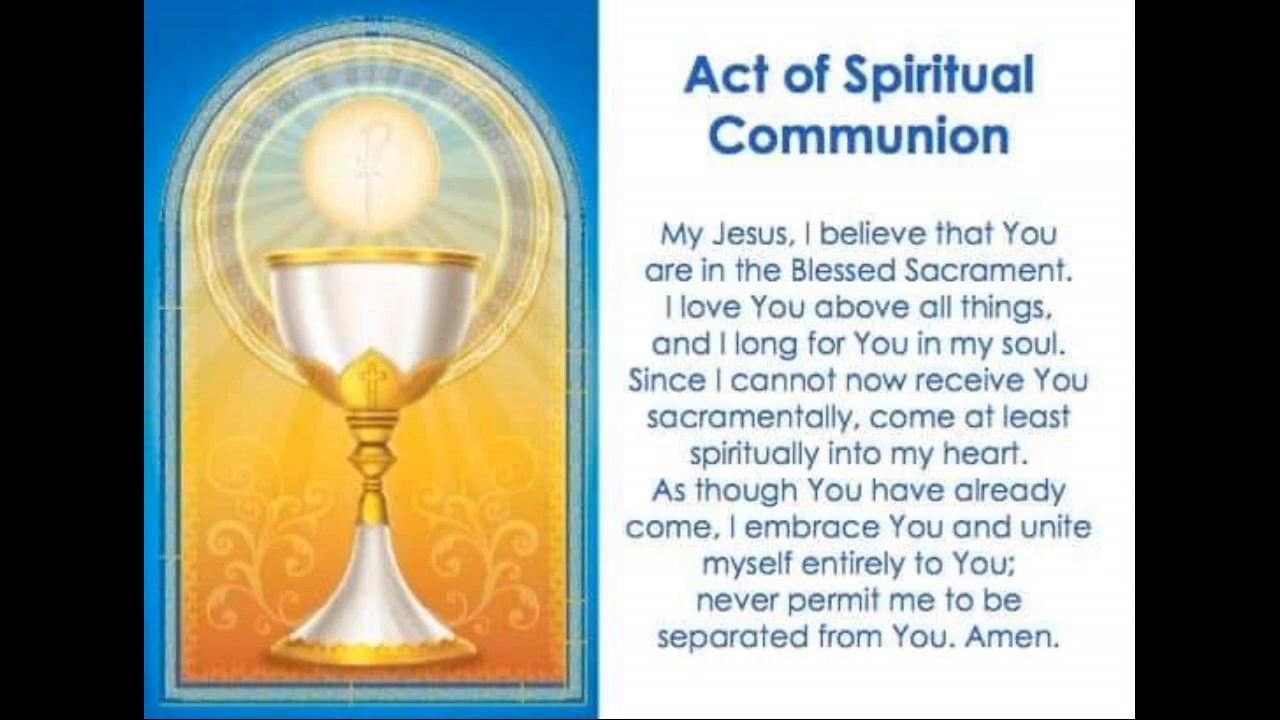 Act of Spiritual
Communion
My Jesus, I believe that You
are in the Blessed Sacrament.
I love You above all things,
and I long for You in my soul.
Since I cannot now receive You
sacramentally, come at least
spiritually into my heart.
As though You have already
come, I embrace You and unite
myself entirely to You;
never permit me to be
separated from You. Amen.